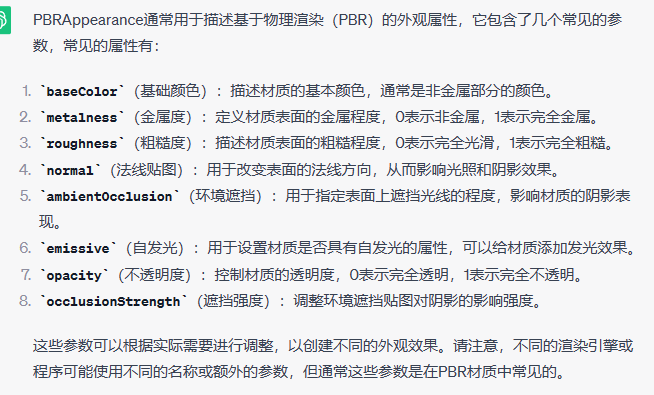 PBRAppearance通常用于描述基于物理渲染（PBR）的外观属性，它包含了几个常见的参
数，常见的属性有：
1. `baseColor`（基础颜色）：描述材质的基本颜色，通常是非金属部分的颜色。
2. `metalness`（金属度）：定义材质表面的金属程度，0表示非金属，1表示完全金属。
3. `roughness`（粗糙度）：描述材质表面的粗糙程度，0表示完全光滑，1表示完全粗糙。
4. `normal`（法线贴图）：用于改变表面的法线方向，从而影响光照和阴影效果。
5. `ambientOcclusion`（环境遮挡）：用于指定表面上遮挡光线的程度，影响材质的阴影表
现。
6. `emissive`（自发光）：用于设置材质是否具有自发光的属性，可以给材质添加发光效果。
7. `opacity`（不透明度）：控制材质的透明度，0表示完全透明，1表示完全不透明。
8. `occlusionStrength`（遮挡强度）：调整环境遮挡贴图对阴影的影响强度。
这些参数可以根据实际需要进行调整，以创建不同的外观效果。请注意，不同的渲染引擎或
程序可能使用不同的名称或额外的参数，但通常这些参数是在PBR材质中常见的。